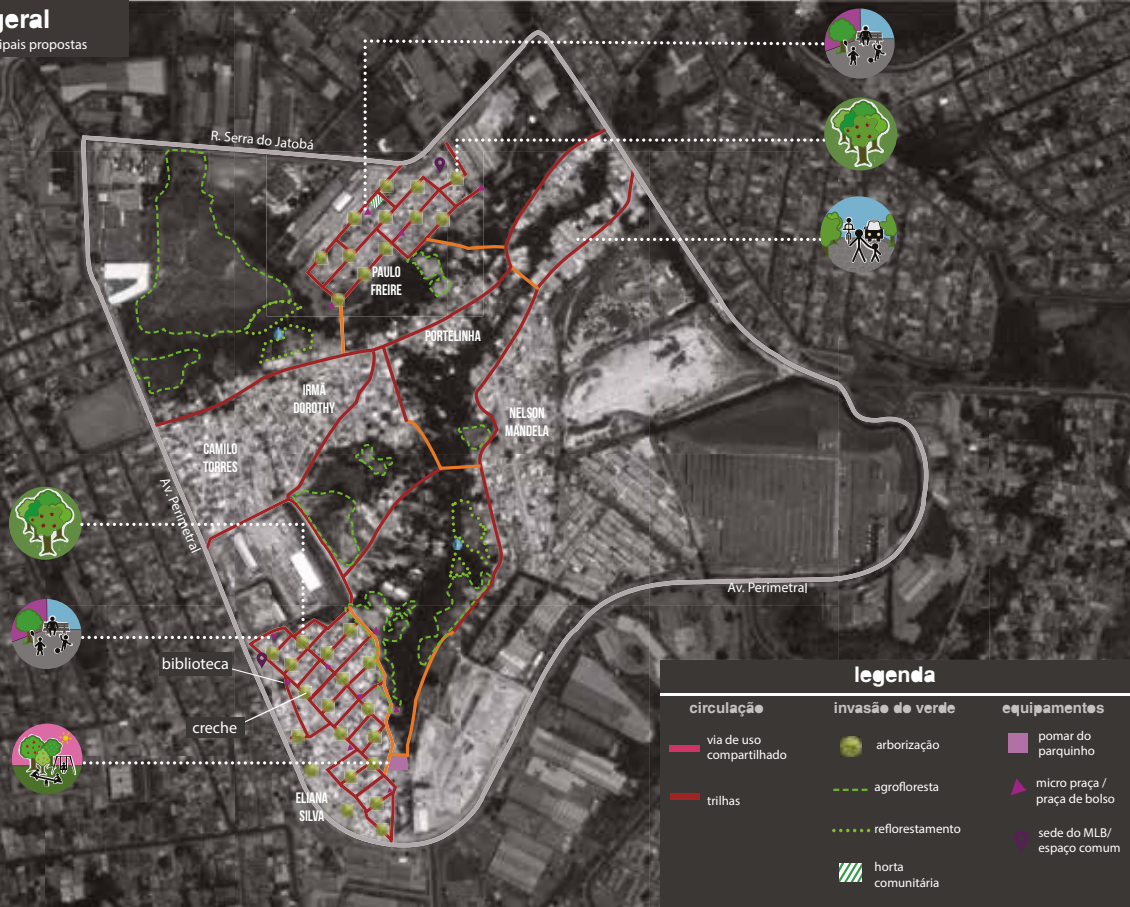 geral
ipais propostas
R. Serra do Jatobá
PAULO
FREIRE
PORTELINHA
IRMÃ
DOROTHY
NELSON
MANDELA
CAMILO
TORRES
Av. Perimetral
Av. Perimetral
biblioteca
creche
ELIANA
SILVA
legenda
circulação
via de uso
compartilhado
trilhas
invasão do verde
arborização
agrofloresta
reflorestamento
horta
comunitária
equipamentos
pomar do
parquinho
micro praça /
praça de bolso
sede do MLB/
espaço comum